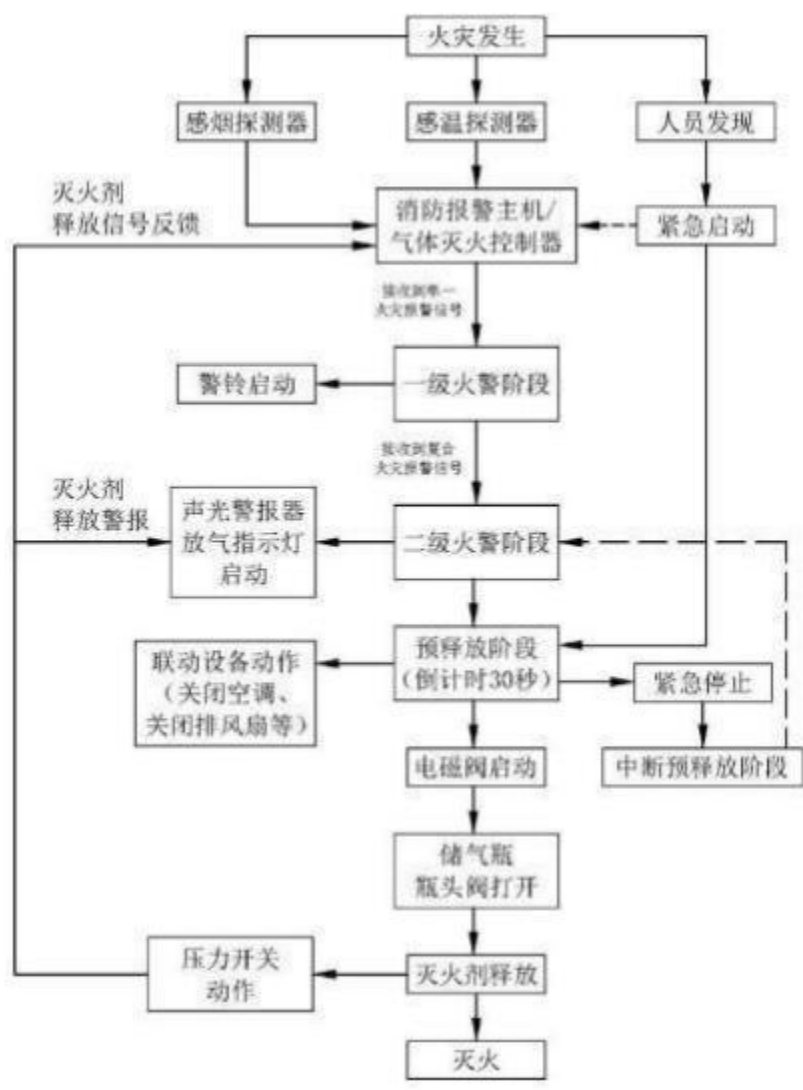 火灾发生
感烟探测器
感温探测器
人员发现
灭火剂
释放信号反馈
消防报警主机/
气体灭火控制器
紧急启动
接收到单一
火灾报警信号
警铃启动
一级火警阶段
接收到复合
火灾报警信号
灭火剂
释放警报
声光警报器
放气指示灯
启动
二级火警阶段
预释放阶段
(倒计时30秒)
联动设备动作
(关闭空调、
关闭排风扇等)
紧急停止
电磁阀启动
中断预释放阶段
储气瓶
瓶头阀打开
压力开关
动作
灭火剂释放
灭火